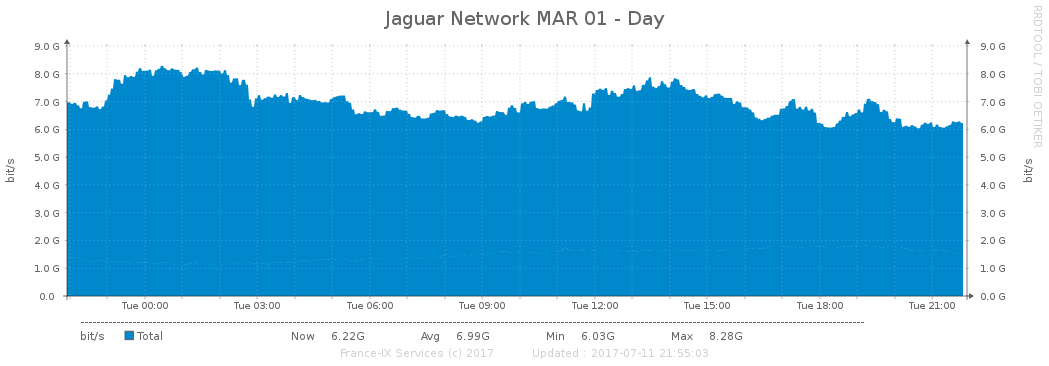 Jaguar Network MAR 01 - Day
RRDTOOL / TOBI OETIKER
bit/s
bit/s
9.0 G 9.0 G
8.0 G 8.0 G
7.0 G 7.0 G
6.0 G 6.0 G
5.0 G 5.0 G
4.0 G 4.0 G
3.0 G 3.0 G
2.0 G 2.0 G
1.0 G 1.0 G
0.0 0.0 G
Tue 00:00 Tue 03:00 Tue 06:00 Tue 09:00 Tue 12:00 Tue 15:00 Tue 18:00 Tue 21:00
bit/s Total Now 6.22G Avg 6.99G Min 6.03G Max 8.28G
France-IX Services (c) 2017 Updated : 2017-07-11 21:55:03